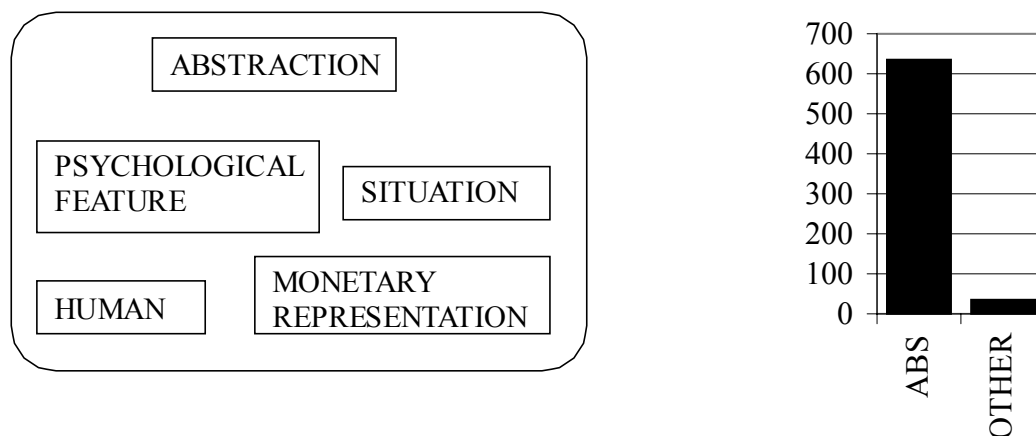 ABSTRACTION
PSYCHOLOGICAL
FEATURE
SITUATION
HUMAN
MONETARY
REPRESENTATION
700
600
500
400
300
200
100
0
ABS
OTHER